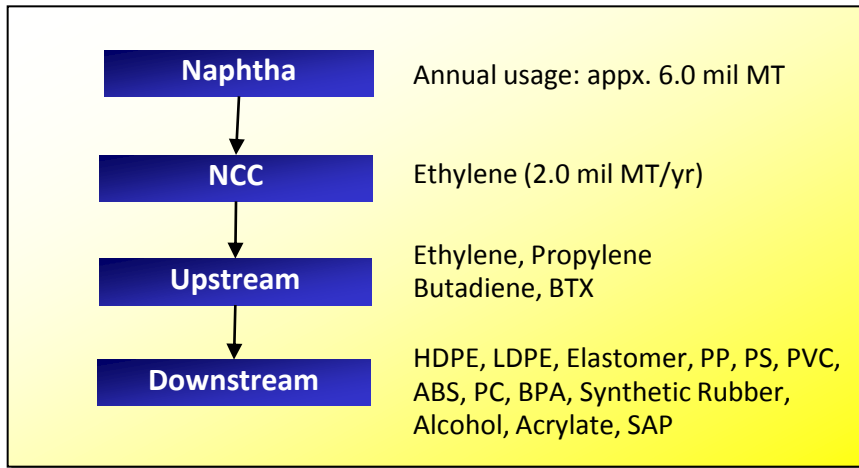 Naphtha
Annual usage: appx. 6.0 mil MT
NCC
Ethylene (2.0 mil MT/yr)
Upstream
Ethylene, Propylene
Butadiene, BTX
Downstream
HDPE, LDPE, Elastomer, PP, PS, PVC,
ABS, PC, BPA, Synthetic Rubber,
Alcohol, Acrylate, SAP